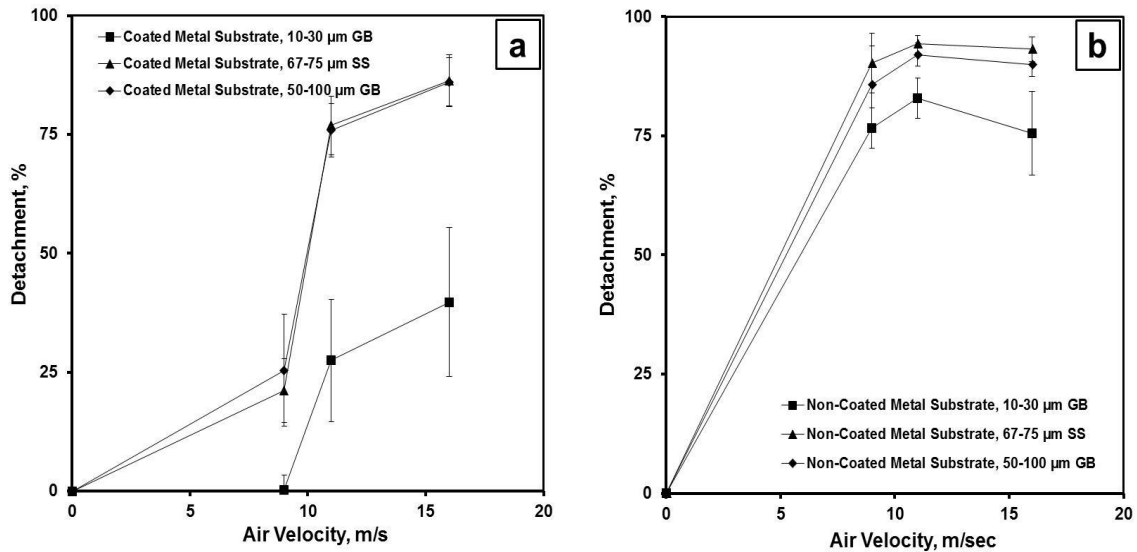 100
75
50
25
0
Detachment, %
Coated Metal Substrate, 10-30 µm GB
Coated Metal Substrate, 67-75 µm SS
Coated Metal Substrate, 50-100 µm GB
a
0
5
10
15
20
Air Velocity, m/s
100
75
50
25
0
Detachment, %
b
Non-Coated Metal Substrate, 10-30 µm GB
Non-Coated Metal Substrate, 67-75 µm SS
Non-Coated Metal Substrate, 50-100 µm GB
0
5
10
15
20
Air Velocity, m/sec